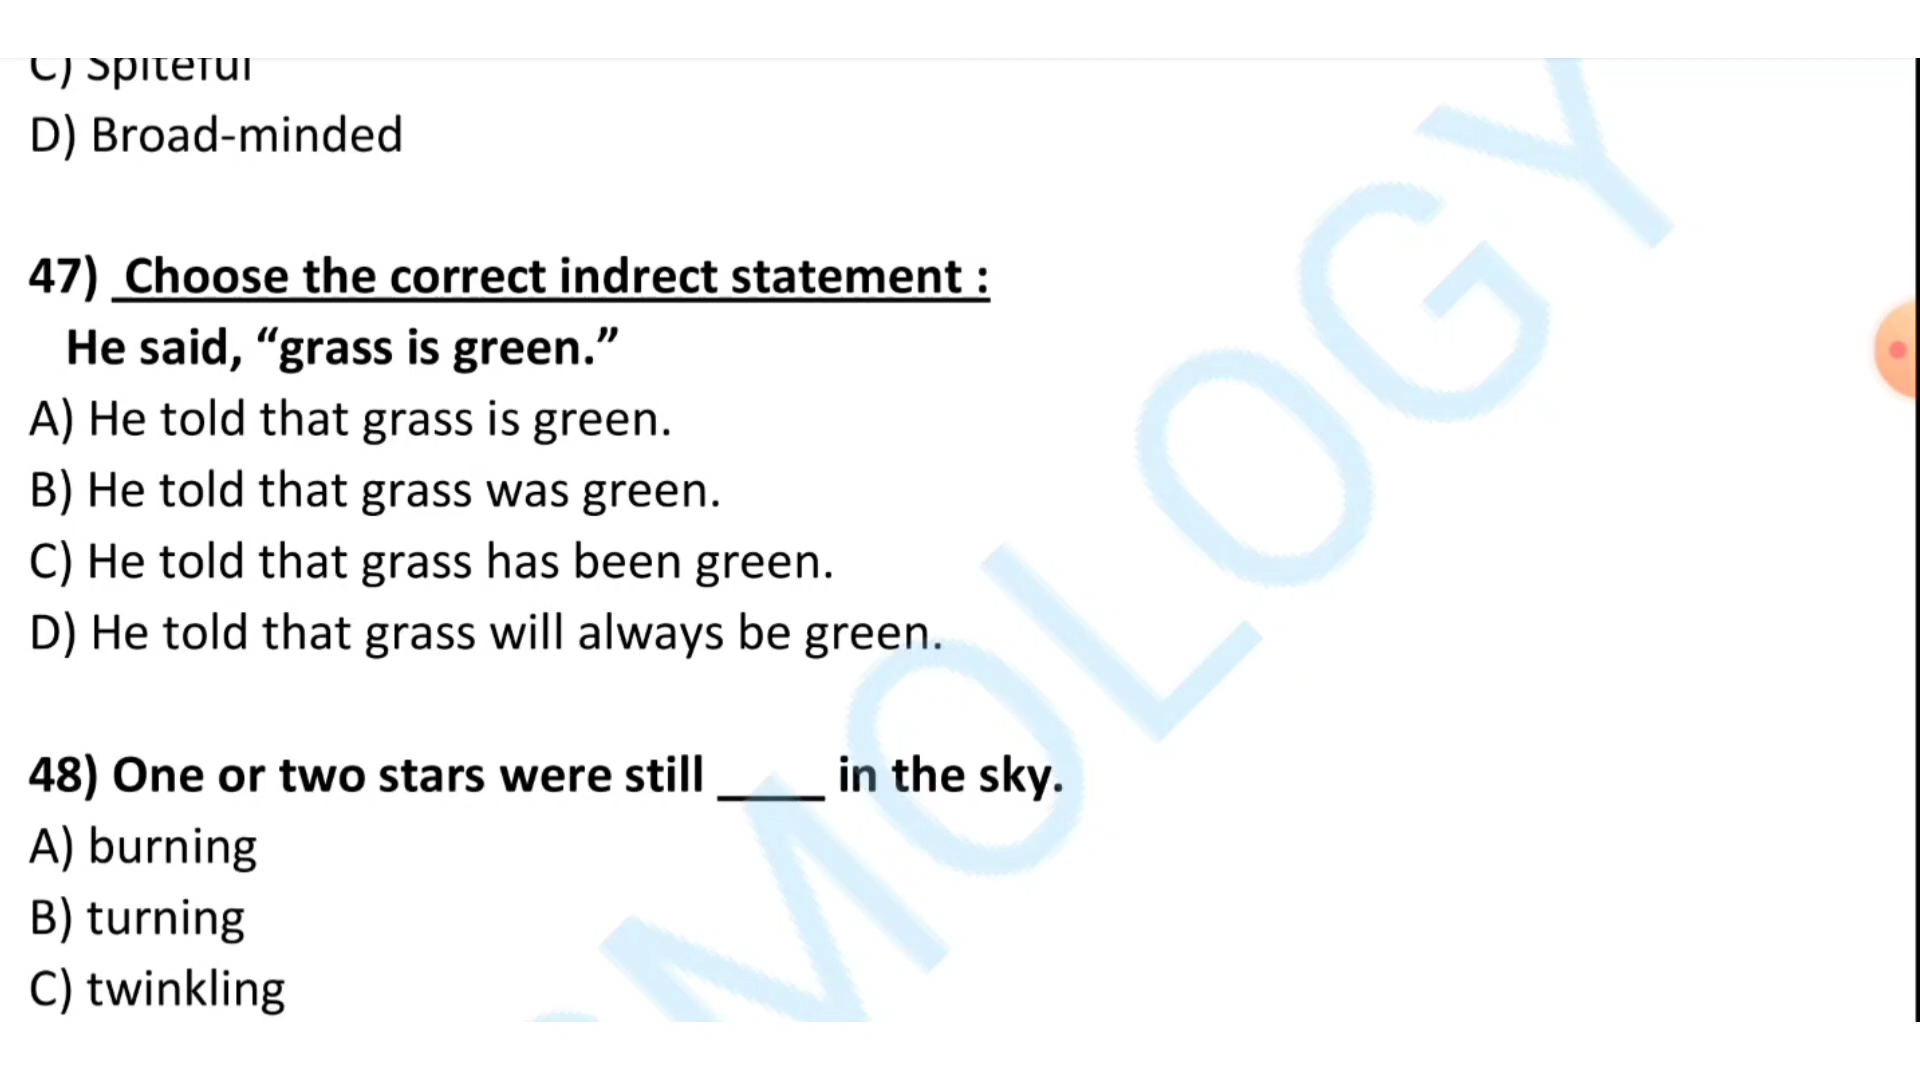 C) Spiteful
D) Broad-minded
47) Choose the correct indrect statement :
He said, “grass is green.”
A) He told that grass is green.
B) He told that grass was green.
C) He told that grass has been green.
D) He told that grass will always be green.
48) One or two stars were still ____ in the sky.
A) burning
B) turning
C) twinkling
MOLOGY